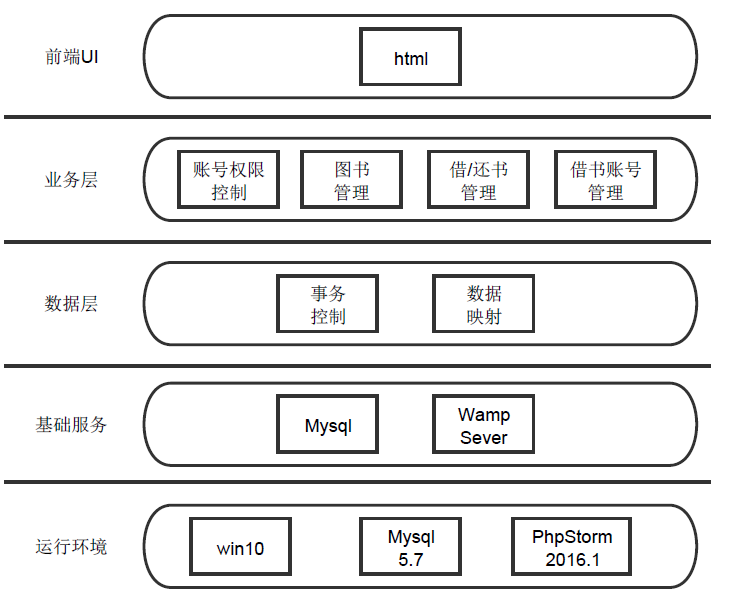 前端UI
html
业务层
账号权限
控制
图书
管理
借/还书
管理
借书账号
管理
数据层
事务
控制
数据
映射
基础服务
Mysql
Wamp
Sever
运行环境
win10
Mysql
5.7
PhpStorm
2016.1